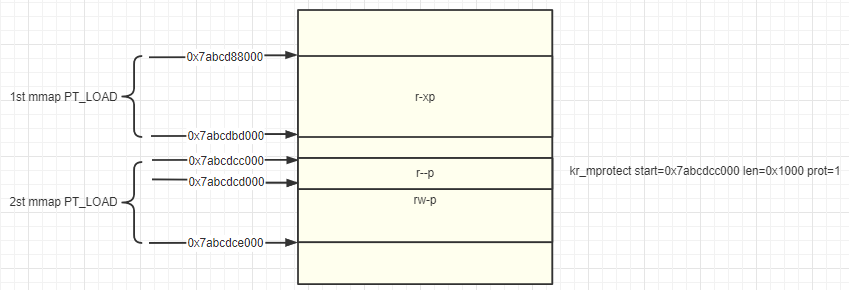 0x7abcd88000
1st mmap PT_LOAD
r-xp
0x7abcdbd000
0x7abcdcc000
r--p
kr_mprotect start=0x7abcdcc000 len=0x1000 prot=1
0x7abcdcd000
2st mmap PT_LOAD
rw-p
0x7abcdce000